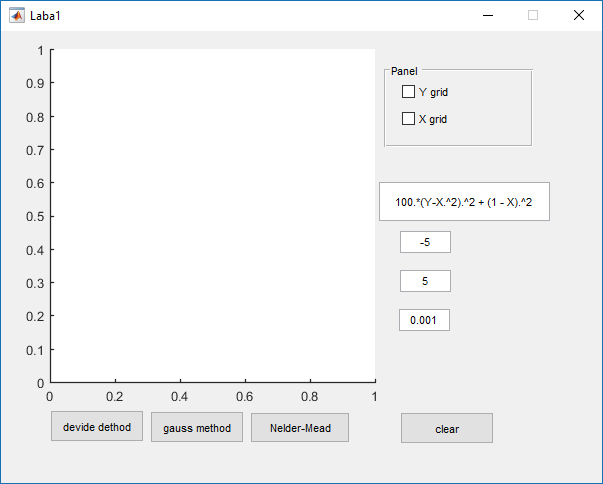 Laba1
Panel
Y grid
X grid
100.*(Y-X.^2).^2 + (1 - X).^2
-5
5
0.001
1
0.9
0.8
0.7
0.6
0.5
0.4
0.3
0.2
0.1
0
0 0.2 0.4 0.6 0.8 1
devide dethod gauss method Nelder-Mead clear